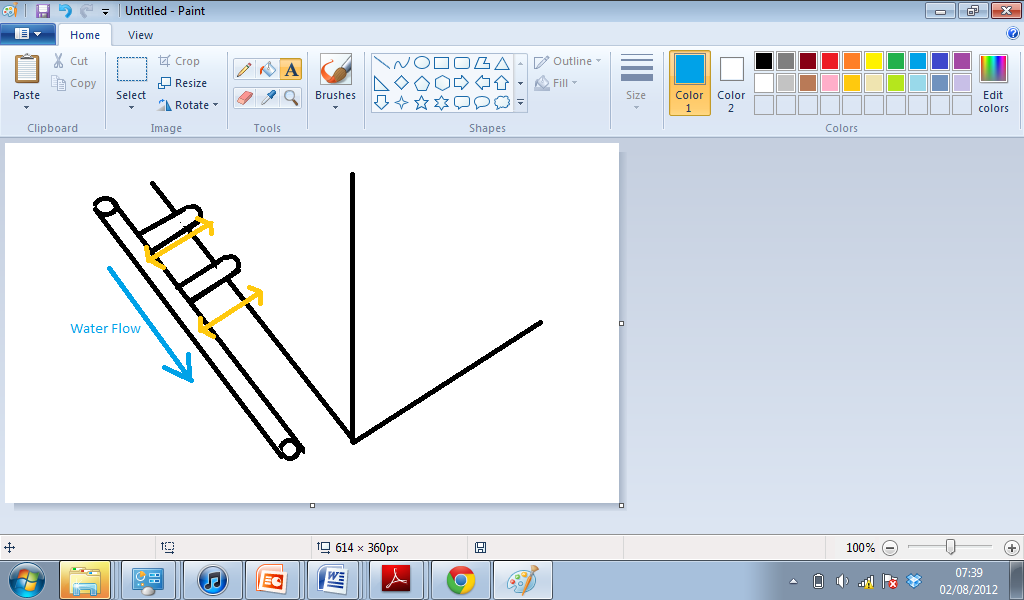 Untitled - Paint
Home View
Paste
Cut
Copy
Clipboard
Select
Crop
Resize
Rotate
Image
A
Tools
Brushes
Shapes
Outline
Fill
Size
Color 1
Color 2
Edit colors
Colors
Water Flow
614 × 360px
100%
W
07:39
02/08/2012